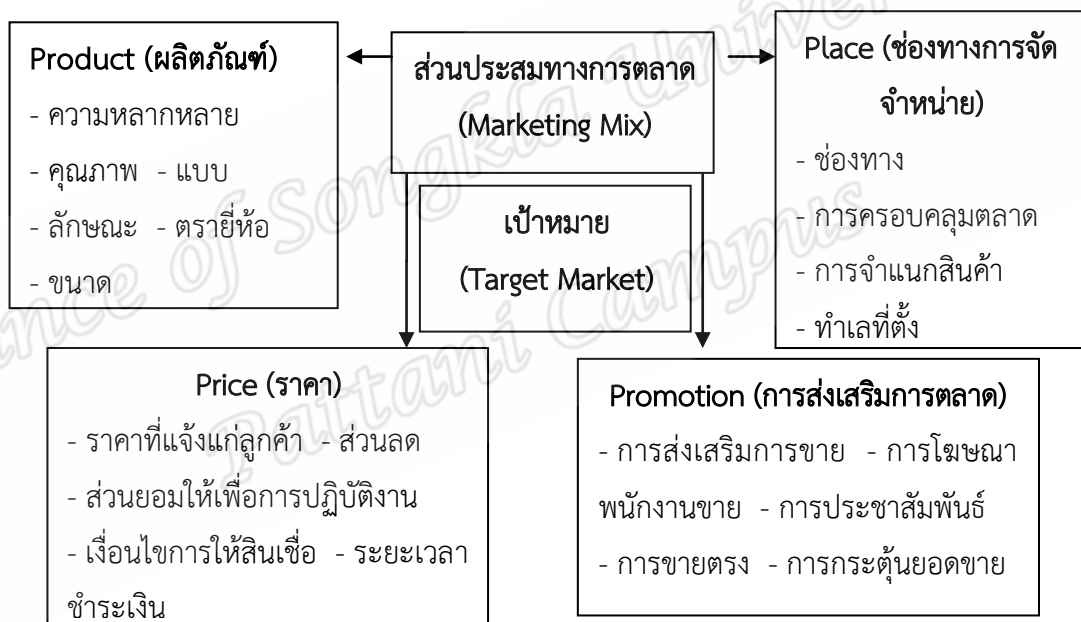 Product (ผลิตภัณฑ์)
- ความหลากหลาย
- คุณภาพ - แบบ
- ลักษณะ - ตรายี่ห้อ
- ขนาด
ส่วนประสมทางการตลาด
(Marketing Mix)
เป้าหมาย
(Target Market)
Place (ช่องทางการจัด
จำหน่าย)
- ช่องทาง
- การครอบคลุมตลาด
- การจำแนกสินค้า
- ทำเลที่ตั้ง
Price (ราคา)
- ราคาที่แจ้งแก่ลูกค้า - ส่วนลด
- ส่วนยอมให้เพื่อการปฏิบัติงาน
- เงื่อนไขการให้สินเชื่อ - ระยะเวลา
ชำระเงิน
Promotion (การส่งเสริมการตลาด)
- การส่งเสริมการขาย - การโฆษณา
พนักงานขาย - การประชาสัมพันธ์
- การขายตรง - การกระตุ้นยอดขาย
of Songkla Univer
Pattani Campus